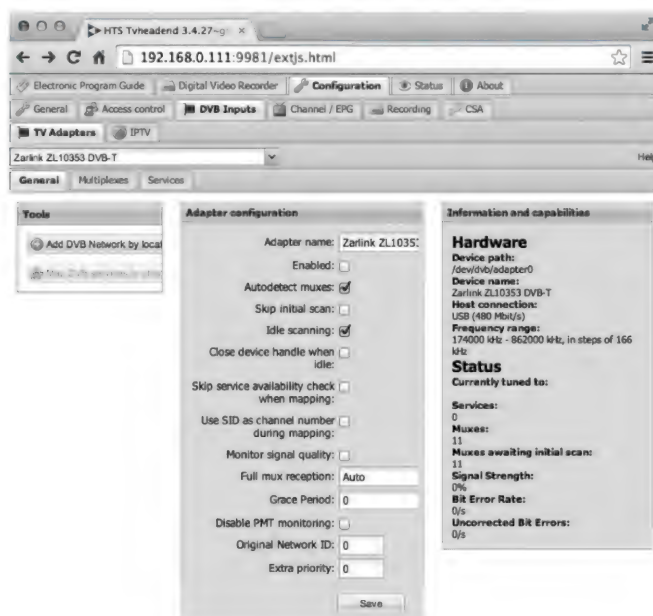 HTS Tvheadend 3.4.27~g
192.168.0.111:9981/extjs.html
Electronic Program Guide
Digital Video Recorder
Configuration
Status
About
General
Access control
DVB Inputs
Channel / EPG
Recording
CSA
TV Adapters
IPTV
Zarlink ZL10353 DVB-T
Help
General
Multiplexes
Services
Tools
Add DVB Network by locat
Adapter configuration
Adapter name: Zarlink ZL10353
Enabled:
Autodetect muxes:
Skip initial scan:
Idle scanning:
Close device handle when
idle:
Skip service availability check
when mapping:
Use SID as channel number
during mapping:
Monitor signal quality:
Full mux reception: Auto
Grace Period: 0
Disable PMT monitoring:
Original Network ID: 0
Extra priority: 0
Save
Information and capabilities
Hardware
Device path:
/dev/dvb/adapter0
Device name:
Zarlink ZL10353 DVB-T
Host connection:
USB (480 Mbit/s)
Frequency range:
174000 kHz - 862000 kHz, in steps of 166
kHz
Status
Currently tuned to:
Services:
0
Muxes:
11
Muxes awaiting initial scan:
11
Signal Strength:
0%
Bit Error Rate:
0/s
Uncorrected Bit Errors:
0/s